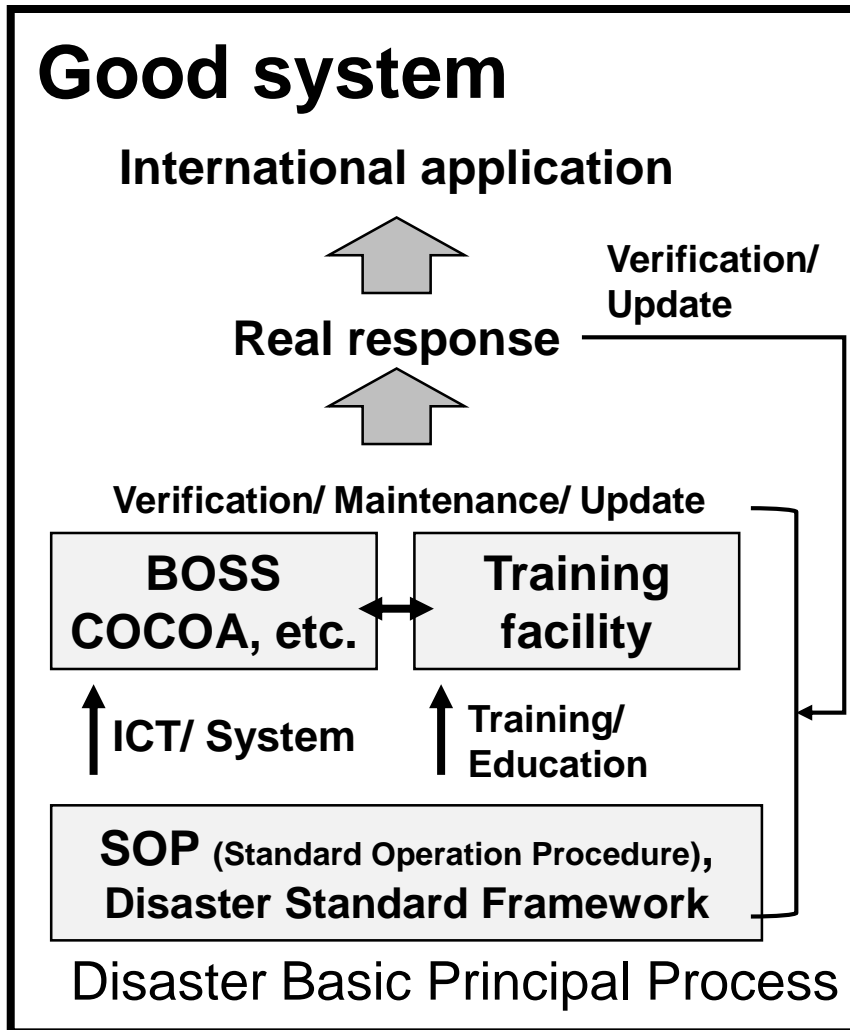 Good system
International application
Verification/
Update
Real response
Verification/ Maintenance/ Update
BOSS
COCOA, etc.
Training
facility
ICT/ System
Training/
Education
SOP (Standard Operation Procedure),
Disaster Standard Framework
Disaster Basic Principal Process